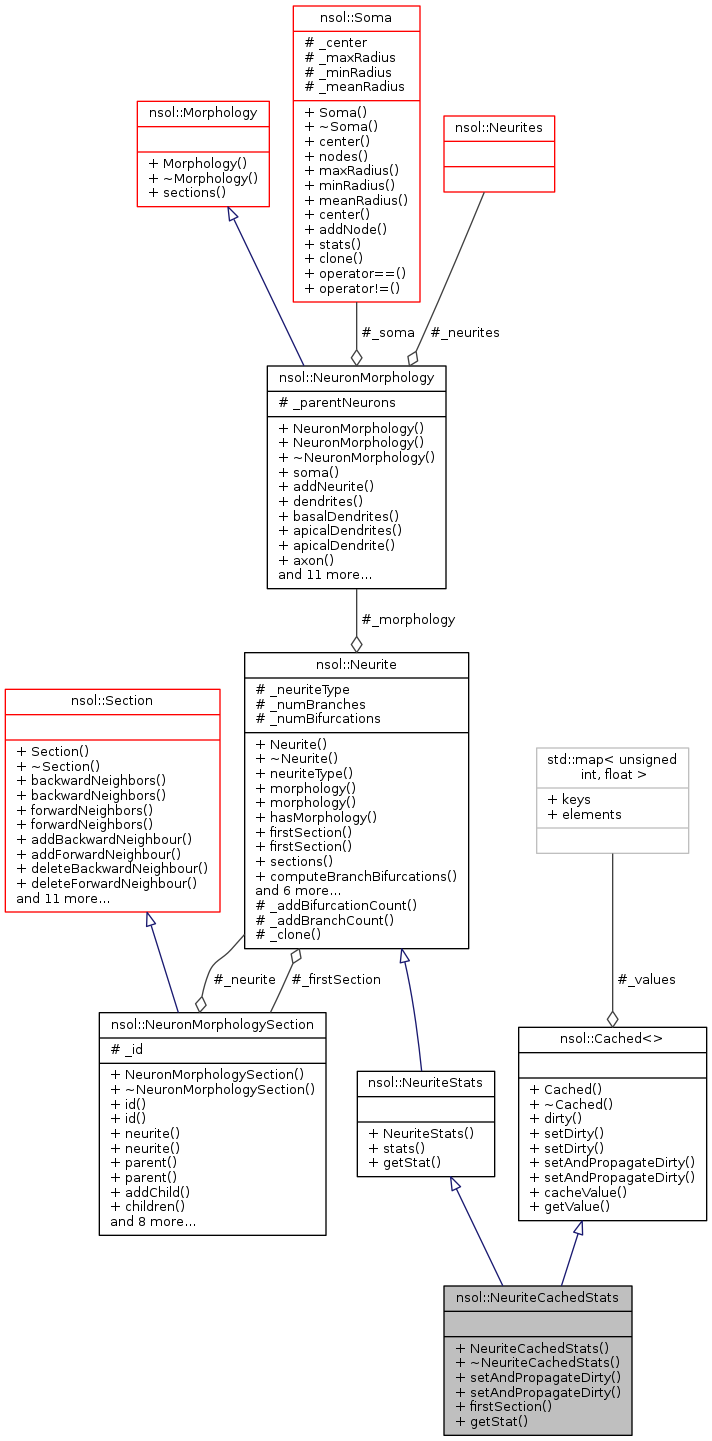 nsol::Soma
# _center
# _maxRadius
# _minRadius
# _meanRadius
+ Soma()
+ ~Soma()
+ center()
+ nodes()
+ maxRadius()
+ minRadius()
+ meanRadius()
+ center()
+ addNode()
+ stats()
+ clone()
+ operator==()
+ operator!=()
nsol::Morphology
+ Morphology()
+ ~Morphology()
+ sections()
nsol::Neurites
#_soma
#_neurites
nsol::NeuronMorphology
# _parentNeurons
+ NeuronMorphology()
+ NeuronMorphology()
+ ~NeuronMorphology()
+ soma()
+ addNeurite()
+ dendrites()
+ basalDendrites()
+ apicalDendrites()
+ apicalDendrite()
+ axon()
and 11 more...
#_morphology
nsol::Neurite
# _neuriteType
# _numBranches
# _numBifurcations
+ Neurite()
+ ~Neurite()
+ neuriteType()
+ morphology()
+ morphology()
+ hasMorphology()
+ firstSection()
+ firstSection()
+ sections()
+ computeBranchBifurcations()
and 6 more...
# _addBifurcationCount()
# _addBranchCount()
# _clone()
nsol::Section
+ Section()
+ ~Section()
+ backwardNeighbors()
+ backwardNeighbors()
+ forwardNeighbors()
+ forwardNeighbors()
+ addBackwardNeighbour()
+ addForwardNeighbour()
+ deleteBackwardNeighbour()
+ deleteForwardNeighbour()
and 11 more...
std::map< unsigned
int, float >
+ keys
+ elements
#_neurite
#_firstSection
#_values
nsol::NeuronMorphologySection
# _id
+ NeuronMorphologySection()
+ ~NeuronMorphologySection()
+ id()
+ id()
+ neurite()
+ neurite()
+ parent()
+ parent()
+ addChild()
+ children()
and 8 more...
nsol::NeuriteStats
+ NeuriteStats()
+ stats()
+ getStat()
nsol::Cached<>
+ Cached()
+ ~Cached()
+ dirty()
+ setDirty()
+ setDirty()
+ setAndPropagateDirty()
+ setAndPropagateDirty()
+ cacheValue()
+ getValue()
nsol::NeuriteCachedStats
+ NeuriteCachedStats()
+ ~NeuriteCachedStats()
+ setAndPropagateDirty()
+ setAndPropagateDirty()
+ firstSection()
+ getStat()